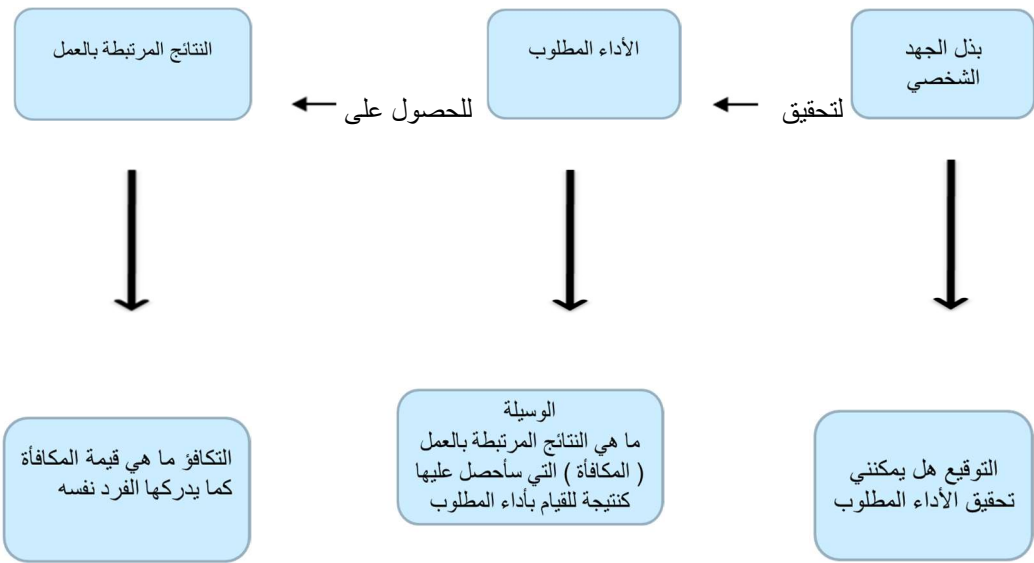 بذل الجهد
الشخصي
لتحقيق
الأداء المطلوب
للحصول على
النتائج المرتبطة بالعمل
التوقيع هل يمكنني
تحقيق الأداء المطلوب
الوسيلة
ما هي النتائج المرتبطة بالعمل
( المكافأة ) التي سأحصل عليها
كنتيجة للقيام بأداء المطلوب
التكافؤ ما هي قيمة المكافأة
كما يدركها الفرد نفسه